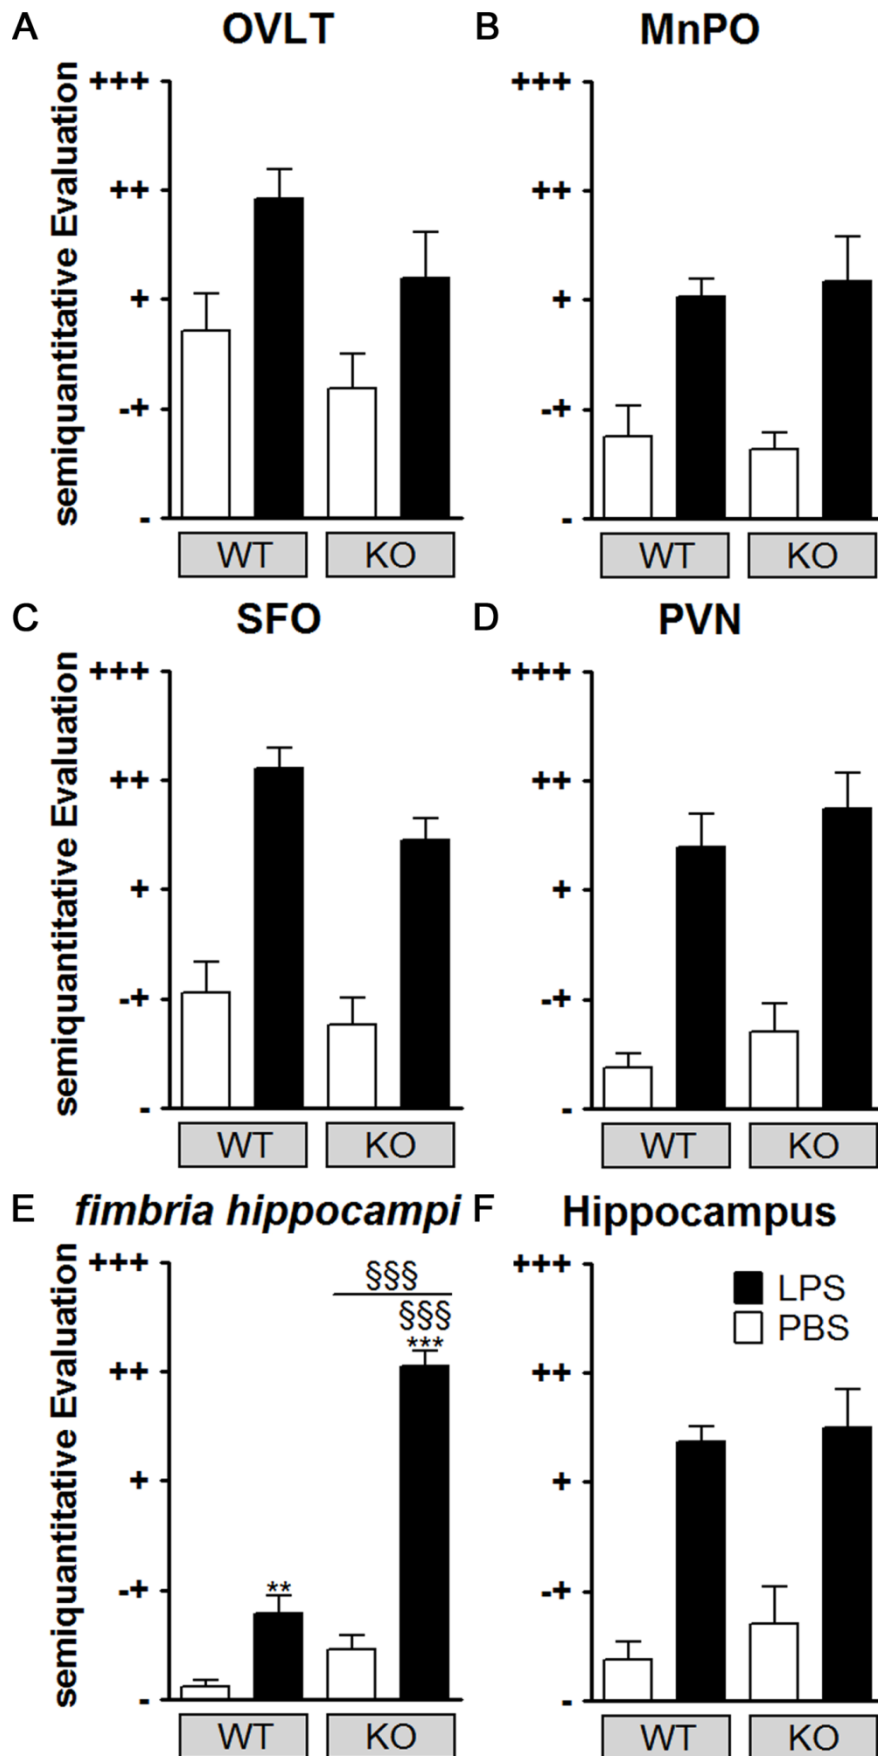 A OVLT
semiquantitative Evaluation
+++
++
+
-+
-
WT KO
B MnPO
+++
++
+
-+
-
WT KO
C SFO
semiquantitative Evaluation
+++
++
+
-+
-
WT KO
D PVN
+++
++
+
-+
-
WT KO
E fimbria hippocampi
semiquantitative Evaluation
+++
++
+
-+
-
§§§
§§§
***
**
WT KO
F Hippocampus
+++
++
+
-+
-
LPS
PBS
WT KO